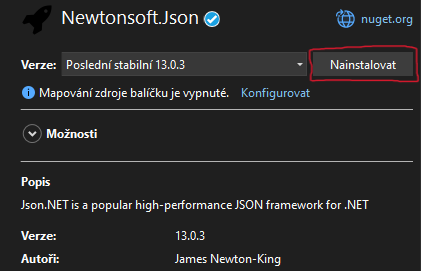 Newtonsoft.Json
nuget.org
Verze: Poslední stabilní 13.0.3 Nainstalovat
Mapování zdroje balíčku je vypnuté. Konfigurovat
Možnosti
Popis
Json.NET is a popular high-performance JSON framework for .NET
Verze: 13.0.3
Autoři: James Newton-King